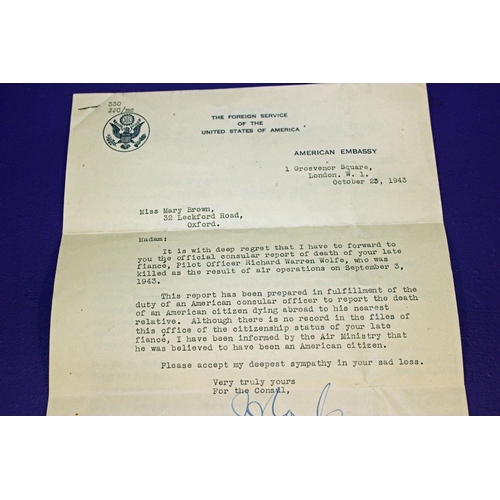 330
THE FOREIGN SERVICE
OF THE
UNITED STATES OF AMERICA
AMERICAN EMBASSY
1 Grosvenor Square,
London. W. 1.
October 23, 1943
Miss Mary Brown,
32 Leckford Road,
Oxford.
Madam:
It is with deep regret that I have to forward to
you the official consular report of death of your late
fiancé, Pilot Officer Richard Warren Wolfe, who was
killed as the result of air operations on September 3,
1943.
This report has been prepared in fulfillment of the
duty of an American consular officer to report the death
of an American citizen dying abroad to his nearest
relative. Although there is no record in the files of
this office of the citizenship status of your late
fiancé, I have been informed by the Air Ministry that
he was believed to have been an American citizen.
Please accept my deepest sympathy in your sad loss.
Very truly yours
For the Consul,